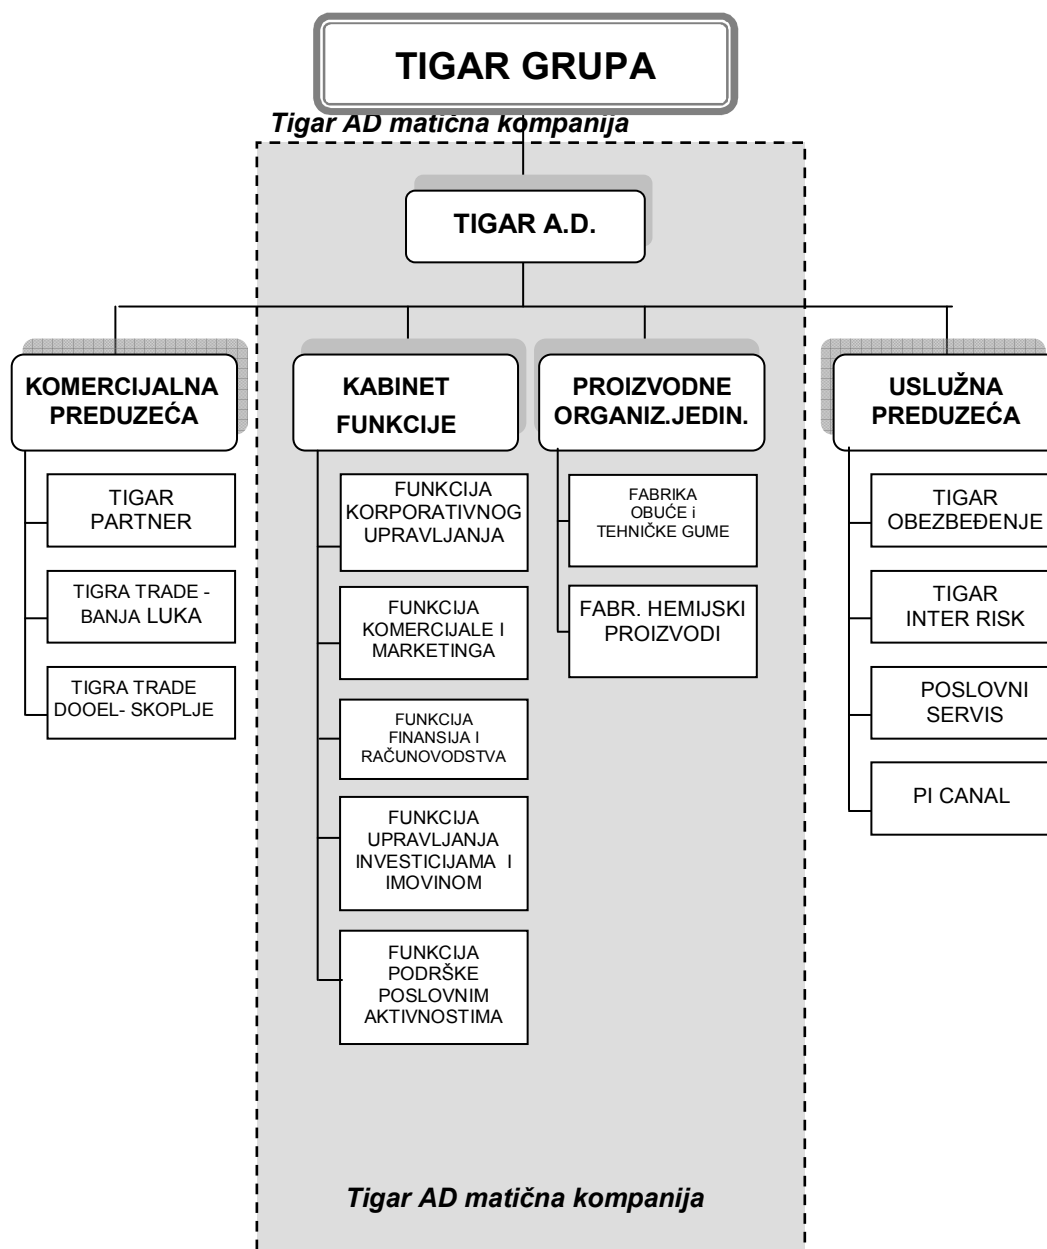 TIGAR GRUPA
Tigar AD matična kompanija
TIGAR A.D.
KOMERCIJALNA
PREDUZEĆA
TIGAR
PARTNER
TIGRA TRADE -
BANJA LUKA
TIGRA TRADE
DOOEL- SKOPLJE
KABINET
FUNKCIJE
FUNKCIJA
KORPORATIVNOG
UPRAVLJANJA
FUNKCIJA
KOMERCIJALE I
MARKETINGA
FUNKCIJA
FINANSIJA I
RAČUNOVODSTVA
FUNKCIJA
UPRAVLJANJA
INVESTICIJAMA I
IMOVINOM
FUNKCIJA
PODRŠKE
POSLOVNIM
AKTIVNOSTIMA
PROIZVODNE
ORGANIZ.JEDIN.
FABRIKA
OBUĆE i
TEHNIČKE GUME
FABR. HEMIJSKI
PROIZVODI
USLUŽNA
PREDUZEĆA
TIGAR
OBEZBEĐENJE
TIGAR
INTER RISK
POSLOVNI
SERVIS
PI CANAL
Tigar AD matična kompanija